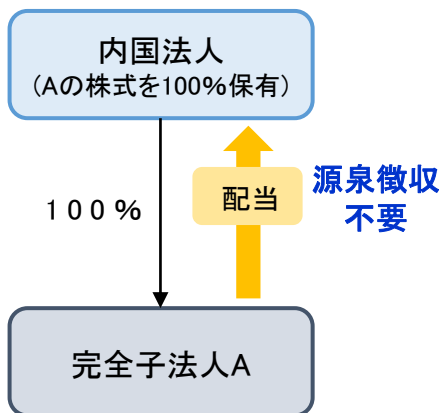 内国法人
（Aの株式を100%保有）
１００％
配当
源泉徴収
不要
完全子法人A